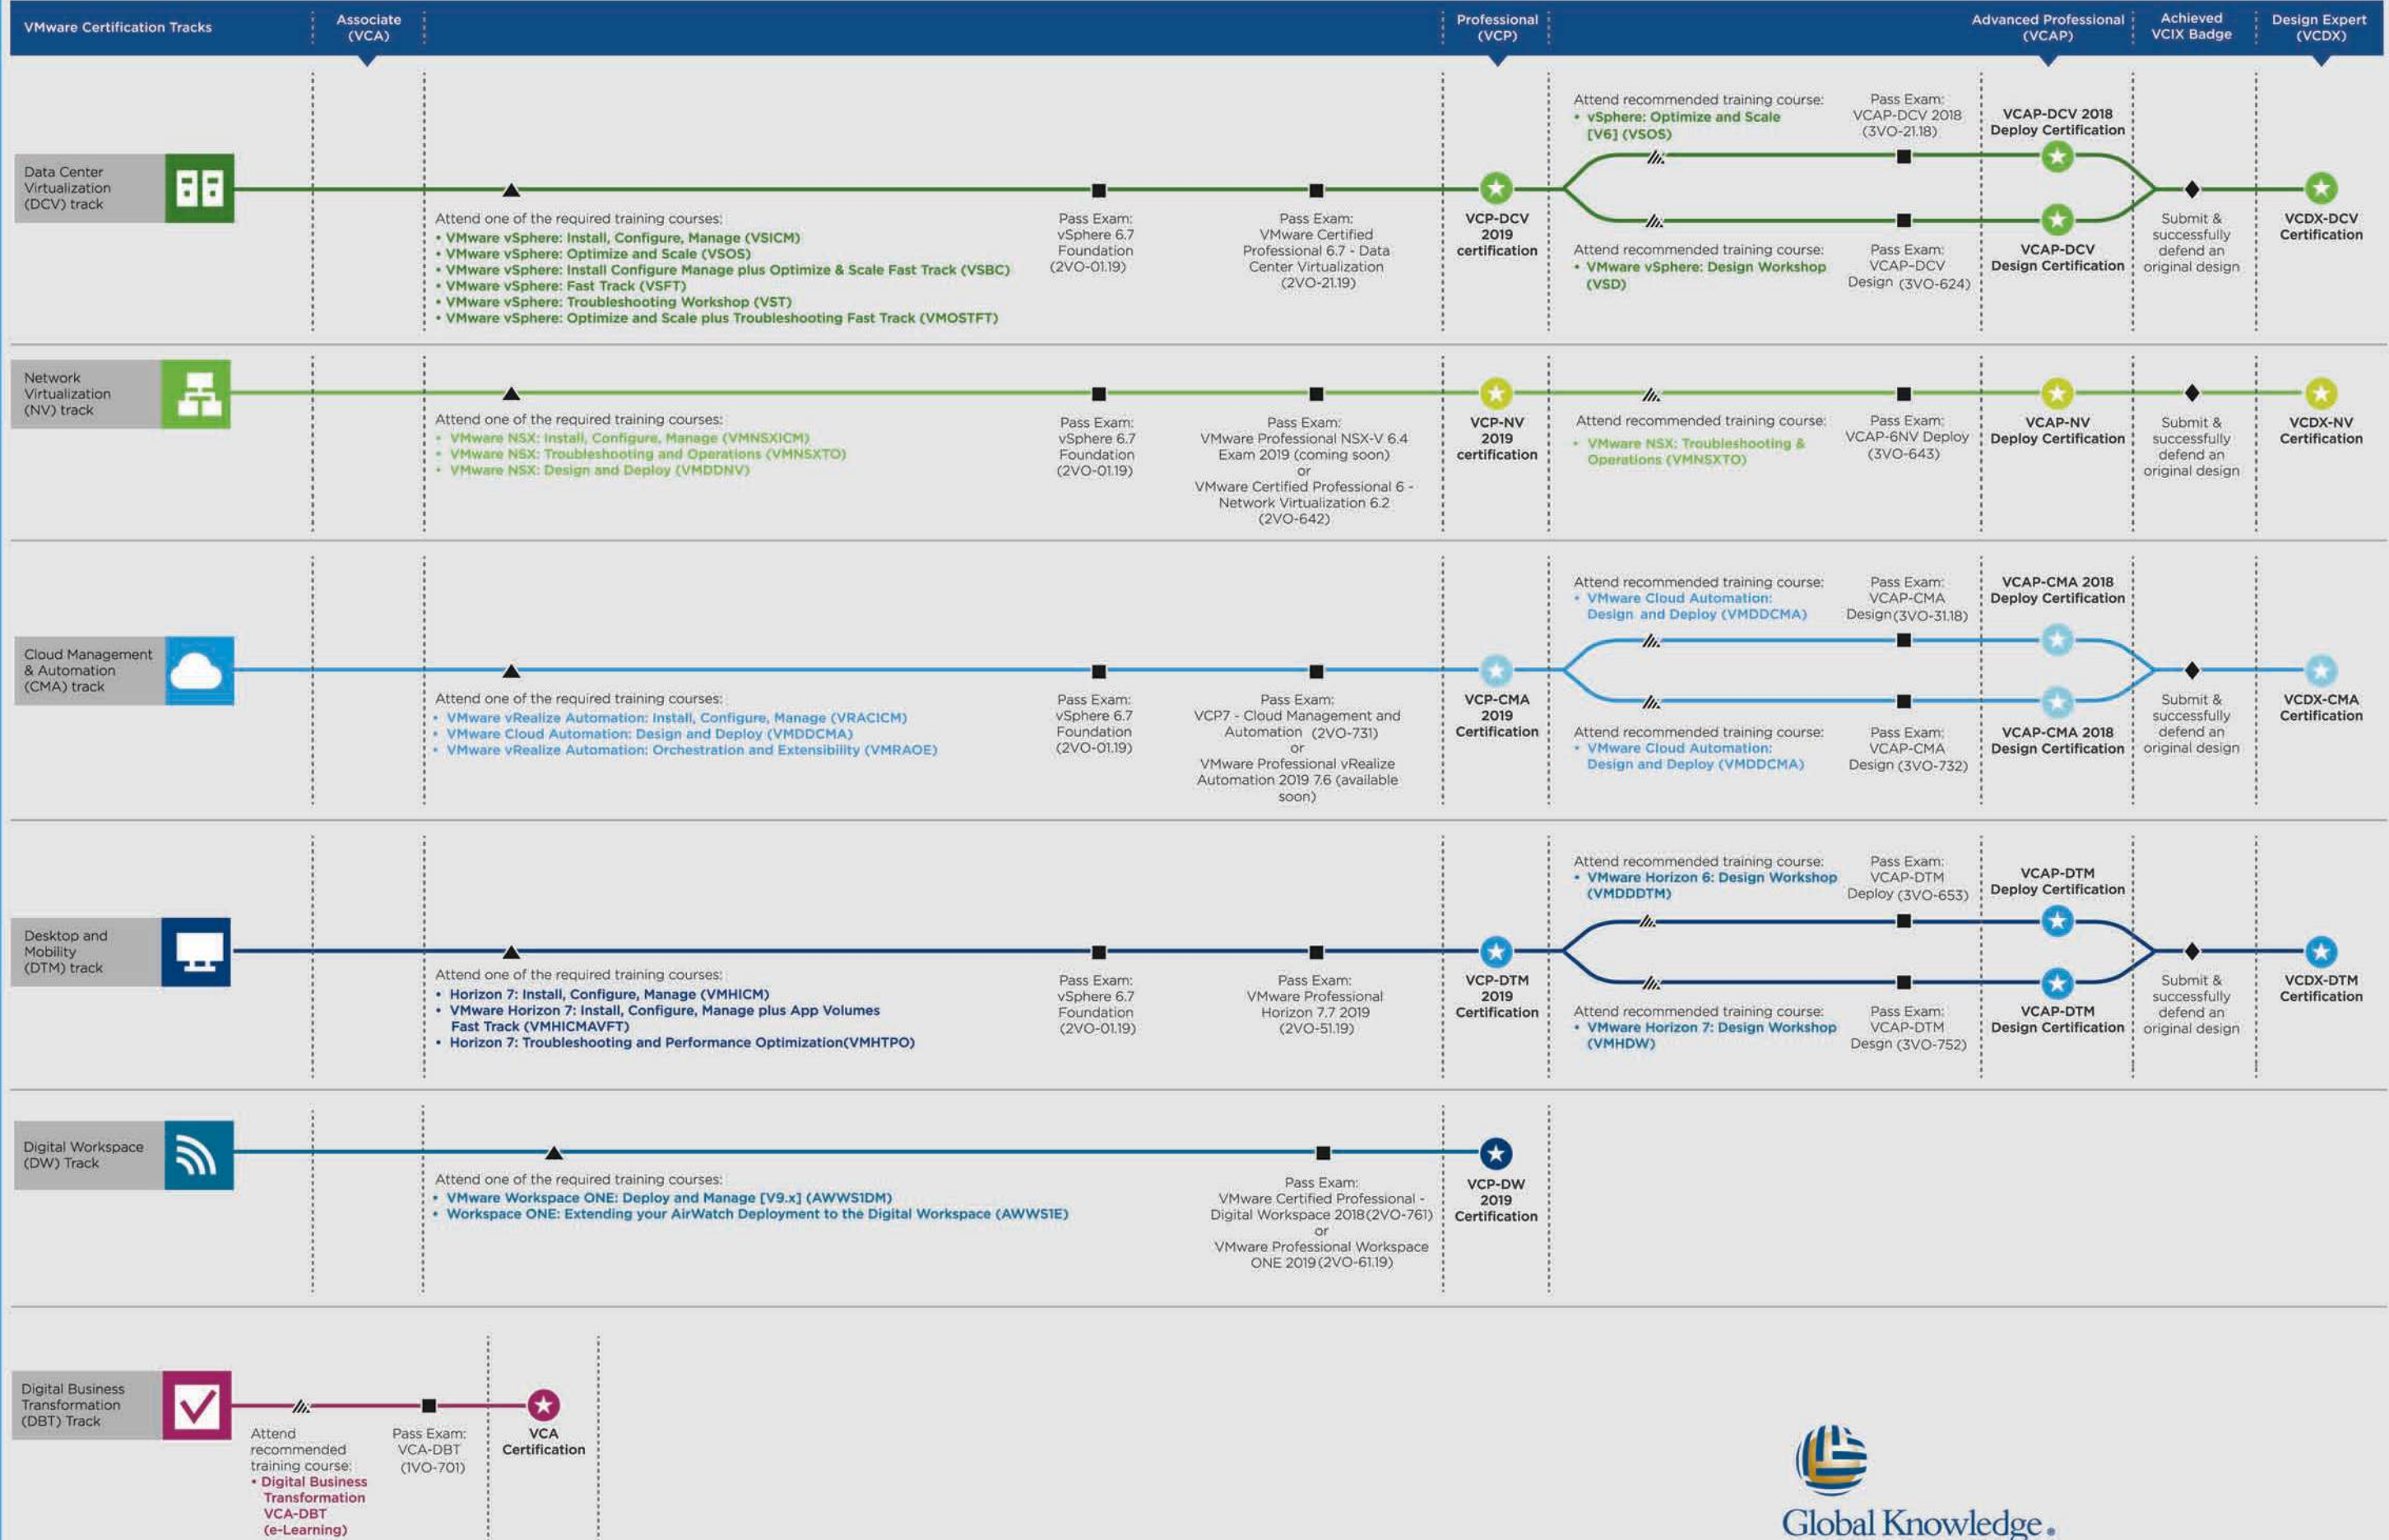 VMware Certification Tracks
Associate
(VCA)
Professional
(VCP)
Advanced Professional
(VCAP)
Achieved
VCIX Badge
Design Expert
(VCDX)
Data Center
Virtualization
(DCV) track
Attend one of the required training courses:
• VMware vSphere: Install, Configure, Manage (VSICM)
• VMware vSphere: Optimize and Scale (VSOS)
• VMware vSphere: Install Configure Manage plus Optimize & Scale Fast Track (VSBC)
• VMware vSphere: Fast Track (VSFT)
• VMware vSphere: Troubleshooting Workshop (VST)
• VMware vSphere: Optimize and Scale plus Troubleshooting Fast Track (VMOSTFT)
Pass Exam:
vSphere 6.7
Foundation
(2VO-01.19)
Pass Exam:
VMware Certified
Professional 6.7 - Data
Center Virtualization
(2VO-21.19)
VCP-DCV
2019
certification
Attend recommended training course:
• vSphere: Optimize and Scale
[V6] (VSOS)
Pass Exam:
VCAP-DCV 2018
(3VO-21.18)
VCAP-DCV 2018
Deploy Certification
Attend recommended training course:
• VMware vSphere: Design Workshop
(VSD)
Pass Exam:
VCAP-DCV
Design (3VO-624)
VCAP-DCV
Design Certification
Submit &
successfully
defend an
original design
VCDX-DCV
Certification
Network
Virtualization
(NV) track
Attend one of the required training courses:
• VMware NSX: Install, Configure, Manage (VMNSXICM)
• VMware NSX: Troubleshooting and Operations (VMNSXTO)
• VMware NSX: Design and Deploy (VMDDNV)
Pass Exam:
vSphere 6.7
Foundation
(2VO-01.19)
Pass Exam:
VMware Professional NSX-V 6.4
Exam 2019 (coming soon)
or
VMware Certified Professional 6 -
Network Virtualization 6.2
(2VO-642)
VCP-NV
2019
certification
Attend recommended training course:
• VMware NSX: Troubleshooting &
Operations (VMNSXTO)
Pass Exam:
VCAP-6NV Deploy
(3VO-643)
VCAP-NV
Deploy Certification
Submit &
successfully
defend an
original design
VCDX-NV
Certification
Cloud Management
& Automation
(CMA) track
Attend one of the required training courses:
• VMware vRealize Automation: Install, Configure, Manage (VRACICM)
• VMware Cloud Automation: Design and Deploy (VMDDCMA)
• VMware vRealize Automation: Orchestration and Extensibility (VMRAOE)
Pass Exam:
vSphere 6.7
Foundation
(2VO-01.19)
Pass Exam:
VCP7 - Cloud Management and
Automation (2VO-731)
or
VMware Professional vRealize
Automation 2019 7.6 (available
soon)
VCP-CMA
2019
Certification
Attend recommended training course:
• VMware Cloud Automation:
Design and Deploy (VMDDCMA)
Pass Exam:
VCAP-CMA
Design(3VO-31.18)
VCAP-CMA 2018
Deploy Certification
Attend recommended training course:
• VMware Cloud Automation:
Design and Deploy (VMDDCMA)
Pass Exam:
VCAP-CMA
Design (3VO-732)
VCAP-CMA 2018
Design Certification
Submit &
successfully
defend an
original design
VCDX-CMA
Certification
Desktop and
Mobility
(DTM) track
Attend one of the required training courses:
• Horizon 7: Install, Configure, Manage (VMHICM)
• VMware Horizon 7: Install, Configure, Manage plus App Volumes
Fast Track (VMHICMAVFT)
• Horizon 7: Troubleshooting and Performance Optimization(VMHTPO)
Pass Exam:
vSphere 6.7
Foundation
(2VO-01.19)
Pass Exam:
VMware Professional
Horizon 7.7 2019
(2VO-51.19)
VCP-DTM
2019
Certification
Attend recommended training course:
• VMware Horizon 6: Design Workshop
(VMDDDTM)
Pass Exam:
VCAP-DTM
Deploy (3VO-653)
VCAP-DTM
Deploy Certification
Attend recommended training course:
• VMware Horizon 7: Design Workshop
(VMHDW)
Pass Exam:
VCAP-DTM
Desgn (3VO-752)
VCAP-DTM
Design Certification
Submit &
successfully
defend an
original design
VCDX-DTM
Certification
Digital Workspace
(DW) Track
Attend one of the required training courses:
• VMware Workspace ONE: Deploy and Manage [V9.x] (AWWS1DM)
• Workspace ONE: Extending your AirWatch Deployment to the Digital Workspace (AWWS1E)
Pass Exam:
VMware Certified Professional -
Digital Workspace 2018(2VO-761)
or
VMware Professional Workspace
ONE 2019(2VO-61.19)
VCP-DW
2019
Certification
Digital Business
Transformation
(DBT) Track
Attend
recommended
training course:
• Digital Business
Transformation
VCA-DBT
(e-Learning)
Pass Exam:
VCA-DBT
(1VO-701)
VCA
Certification
Global Knowledge®